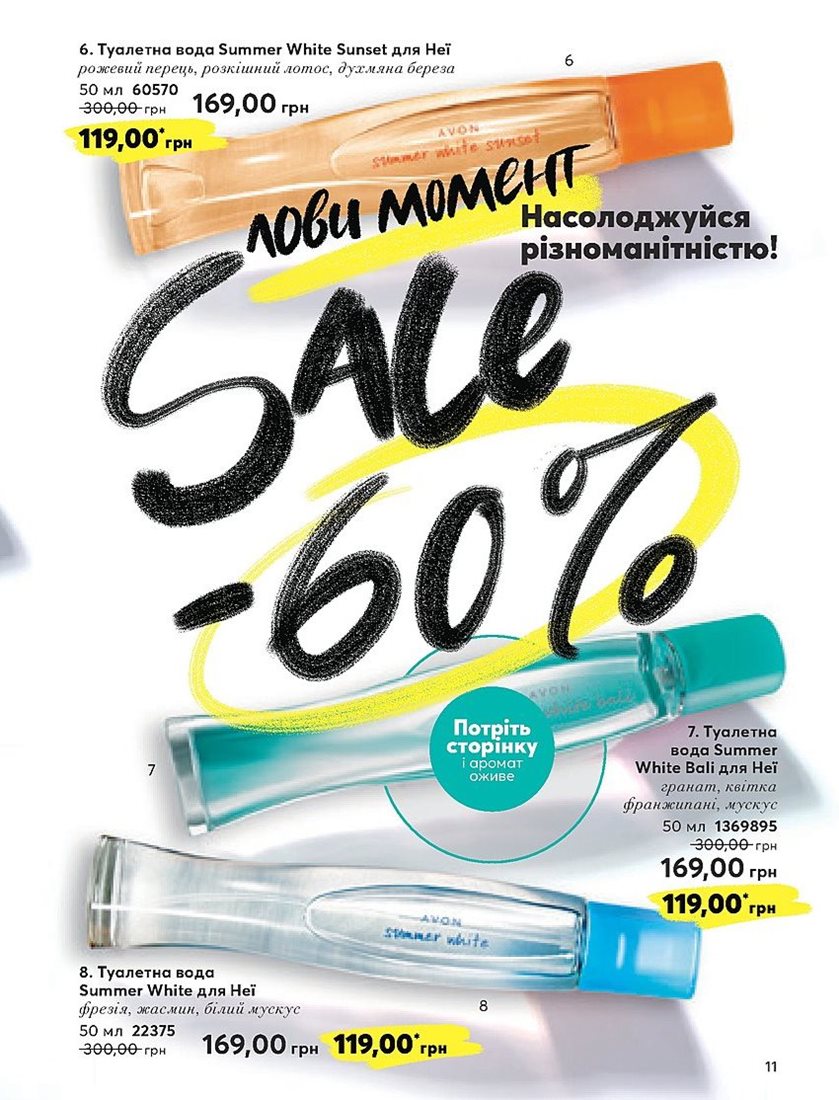 6. Туалетна вода Summer White Sunset для Неї
рожевий перець, розкішний лотос, духмяна береза
50 мл 60570
300,00 грн 169,00 грн
119,00* грн
6
AVON
summer white sunset
ЛОВИ МОМЕНТ
Насолоджуйся
різноманітністю!
SALE
-60%
AVON
white bali
Потріть
сторінку
і аромат
оживе
7
7. Туалетна
вода Summer
White Bali для Неї
гранат, квітка
франжипані, мускус
50 мл 1369895
300,00 грн
169,00 грн
119,00* грн
AVON
summer white
8. Туалетна вода
Summer White для Неї
фрезія, жасмин, білий мускус
8
50 мл 22375
300,00 грн 169,00 грн 119,00* грн
11